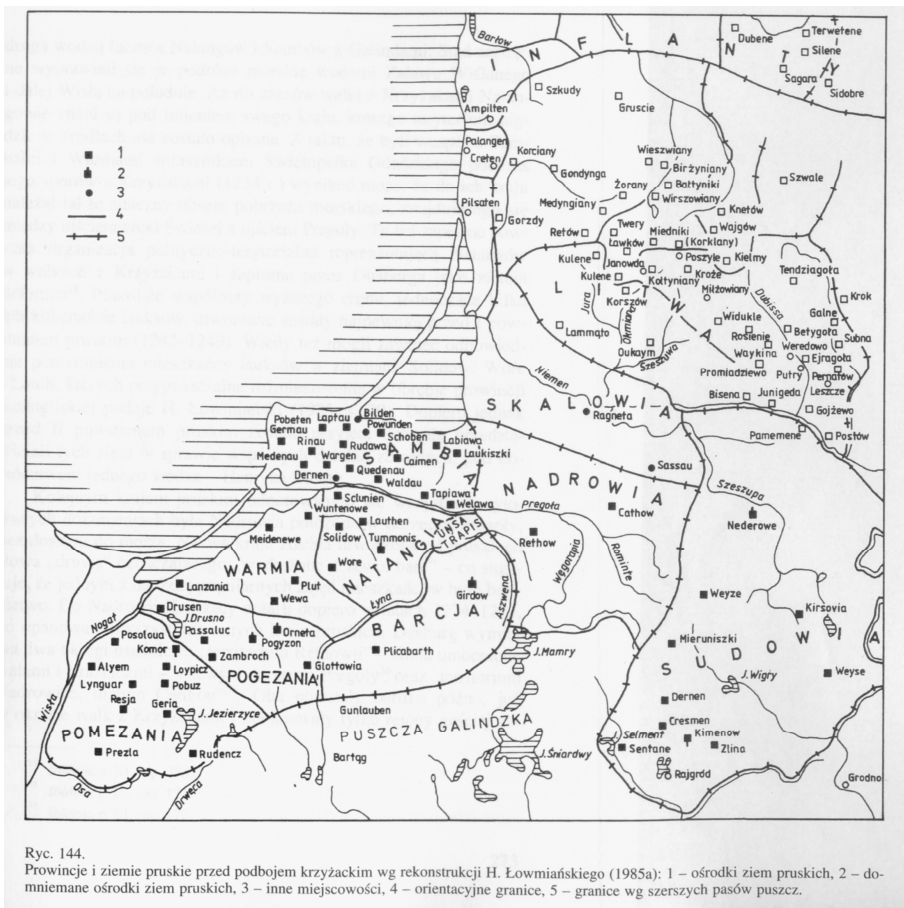 Bartow
INFLANTY
Dubene
Terwetene
Silene
Sagara
Sidobre
Szkudy
Gruscie
Ampilten
Palangen
Creten
Korciany
Wieszwiany
Birżyniany
Gondynga
Żorany
Bałtyniki
Wirszowiany
Szwale
Pilsaten
Medyngiany
Gorzdy
Knetów
Retów
Twery
Miedniki
Wajgów
Ławków
(Korklany)
Kulene
Janowdo
Poszyle
Kielmy
Tendziagoła
Kulene
Kołtyniany
Kroże
Korszów
Miłżowiany
Krok
Jura
Dubissa
Galne
LITWA
Widukle
Lammato
Okmiana
Rosienie
Betygoła
Subna
Oukaym
Szeszuwa
Waykina
Weredowo
Ejragoła
Promiadziewo
Putry
Pernatów
Niemen
Leszcze
Bisena
Junigeda
Gojżewo
SKALOWIA
Ragneta
Pamemene
Postów
1
2
3
4
5
Bilden
Pobeten
Laptau
Powunden
Germau
Schoben
Labiawa
Rinau
Rudawa
SAMBIA
Laukiszki
Medenau
Wargen
Caimen
Quedenau
Dernen
Waldau
Sassau
NADROWIA
Tapiawa
Sclunien
Welawa
Pregoła
Szeszupa
Wuntenowe
Cathow
Lauthen
UNSATRAPIS
Nederowe
Meidenewe
Solidow
Tummonis
Rethow
NATANGIA
Węgorapia
Rominte
WARMIA
Wore
Lanzania
Plut
Łyna
Girdow
Aszwena
Wewa
BARCJA
Weyze
Kirsovia
Drusen
J.Drusno
Nogat
Posoloua
Passaluc
Orneta
Pogyzon
Mieruniszki
Komor
Zambroch
Plicabarth
J.Mamry
SUDOWIA
Alyem
Loypicz
Glottowia
J.Wigry
Weyse
Lynguar
Pobuz
POGEZANIA
Dernen
Wisła
Resja
Geria
J.Jezierzyce
Gunlauben
Cresmen
PUSZCZA GALINDZKA
POMEZANIA
Selment
Kimenow
Prezla
Rudencz
Bartąg
J.Śniardwy
Sentane
Zlina
Rajgród
Osa
Drwęca
Grodno
Ryc. 144.
Prowincje i ziemie pruskie przed podbojem krzyżackim wg rekonstrukcji H. Łowmiańskiego (1985a): 1 – ośrodki ziem pruskich, 2 – do-
mniemane ośrodki ziem pruskich, 3 – inne miejscowości, 4 – orientacyjne granice, 5 – granice wg szerszych pasów puszcz.